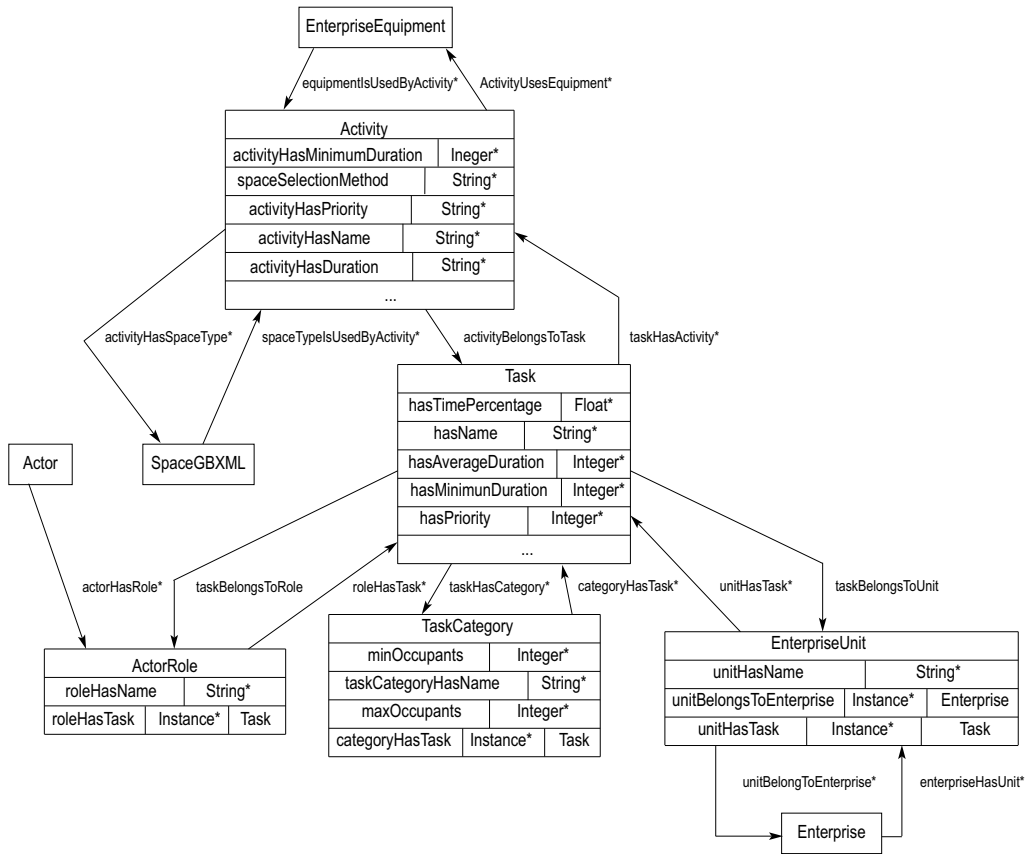 EnterpriseEquipment
equipmentIsUsedByActivity*
ActivityUsesEquipment*
Activity
activityHasMinimumDuration Ineger*
spaceSelectionMethod String*
activityHasPriority String*
activityHasName String*
activityHasDuration String*
...
activityHasSpaceType*
spaceTypeIsUsedByActivity*
activityBelongsToTask
taskHasActivity*
Task
hasTimePercentage Float*
hasName String*
hasAverageDuration Integer*
hasMinimunDuration Integer*
hasPriority Integer*
...
Actor
SpaceGBXML
actorHasRole*
taskBelongsToRole
roleHasTask*
taskHasCategory*
categoryHasTask*
unitHasTask*
taskBelongsToUnit
ActorRole
roleHasName String*
roleHasTask Instance* Task
TaskCategory
minOccupants Integer*
taskCategoryHasName String*
maxOccupants Integer*
categoryHasTask Instance* Task
EnterpriseUnit
unitHasName String*
unitBelongsToEnterprise Instance* Enterprise
unitHasTask Instance* Task
unitBelongToEnterprise*
enterpriseHasUnit*
Enterprise